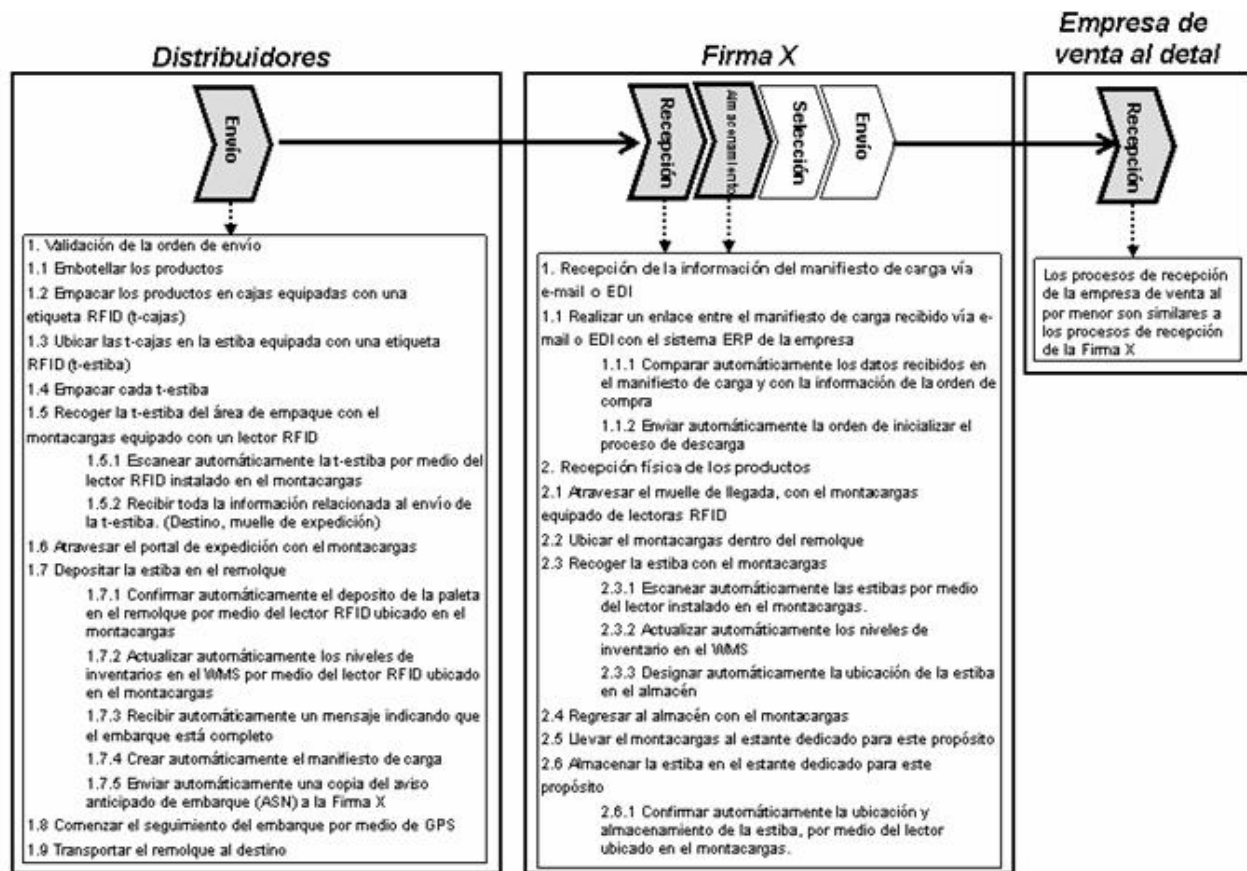 Distribuidores
Envío
1. Validación de la orden de envío
1.1 Embotellar los productos
1.2 Empacar los productos en cajas equipadas con una
etiqueta RFID (t-cajas)
1.3 Ubicar las t-cajas en la estiba equipada con una etiqueta
RFID (t-estiba)
1.4 Empacar cada t-estiba
1.5 Recoger la t-estiba del área de empaque con el
montacargas equipado con un lector RFID
1.5.1 Escanear automáticamente la t-estiba por medio del
lector RFID instalado en el montacargas
1.5.2 Recibir toda la información relacionada al envío de
la t-estiba. (Destino, muelle de expedición)
1.6 Atravesar el portal de expedición con el montacargas
1.7 Depositar la estiba en el remolque
1.7.1 Confirmar automáticamente el deposito de la paleta
en el remolque por medio del lector RFID ubicado en el
montacargas
1.7.2 Actualizar automáticamente los niveles de
inventarios en el WMS por medio del lector RFID ubicado
en el montacargas
1.7.3 Recibir automáticamente un mensaje indicando que
el embarque está completo
1.7.4 Crear automáticamente el manifiesto de carga
1.7.5 Enviar automáticamente una copia del aviso
anticipado de embarque (ASN) a la Firma X
1.8 Comenzar el seguimiento del embarque por medio de GPS
1.9 Transportar el remolque al destino
Firma X
Recepción
Almacenamiento
Selección
Envío
1. Recepción de la información del manifiesto de carga vía
e-mail o EDI
1.1 Realizar un enlace entre el manifiesto de carga recibido vía e-
mail o EDI con el sistema ERP de la empresa
1.1.1 Comparar automáticamente los datos recibidos en
el manifiesto de carga y con la información de la orden de
compra
1.1.2 Enviar automáticamente la orden de inicializar el
proceso de descarga
2. Recepción física de los productos
2.1 Atravesar el muelle de llegada, con el montacargas
equipado de lectoras RFID
2.2 Ubicar el montacargas dentro del remolque
2.3 Recoger la estiba con el montacargas
2.3.1 Escanear automáticamente las estibas por medio
del lector instalado en el montacargas.
2.3.2 Actualizar automáticamente los niveles de
inventario en el WMS
2.3.3 Designar automáticamente la ubicación de la estiba
en el almacén
2.4 Regresar al almacén con el montacargas
2.5 Llevar el montacargas al estante dedicado para este propósito
2.6 Almacenar la estiba en el estante dedicado para este
propósito
2.6.1 Confirmar automáticamente la ubicación y
almacenamiento de la estiba, por medio del lector
ubicado en el montacargas.
Empresa de
venta al detal
Recepción
Los procesos de recepción
de la empresa de venta al
por menor son similares a
los procesos de recepción
de la Firma X